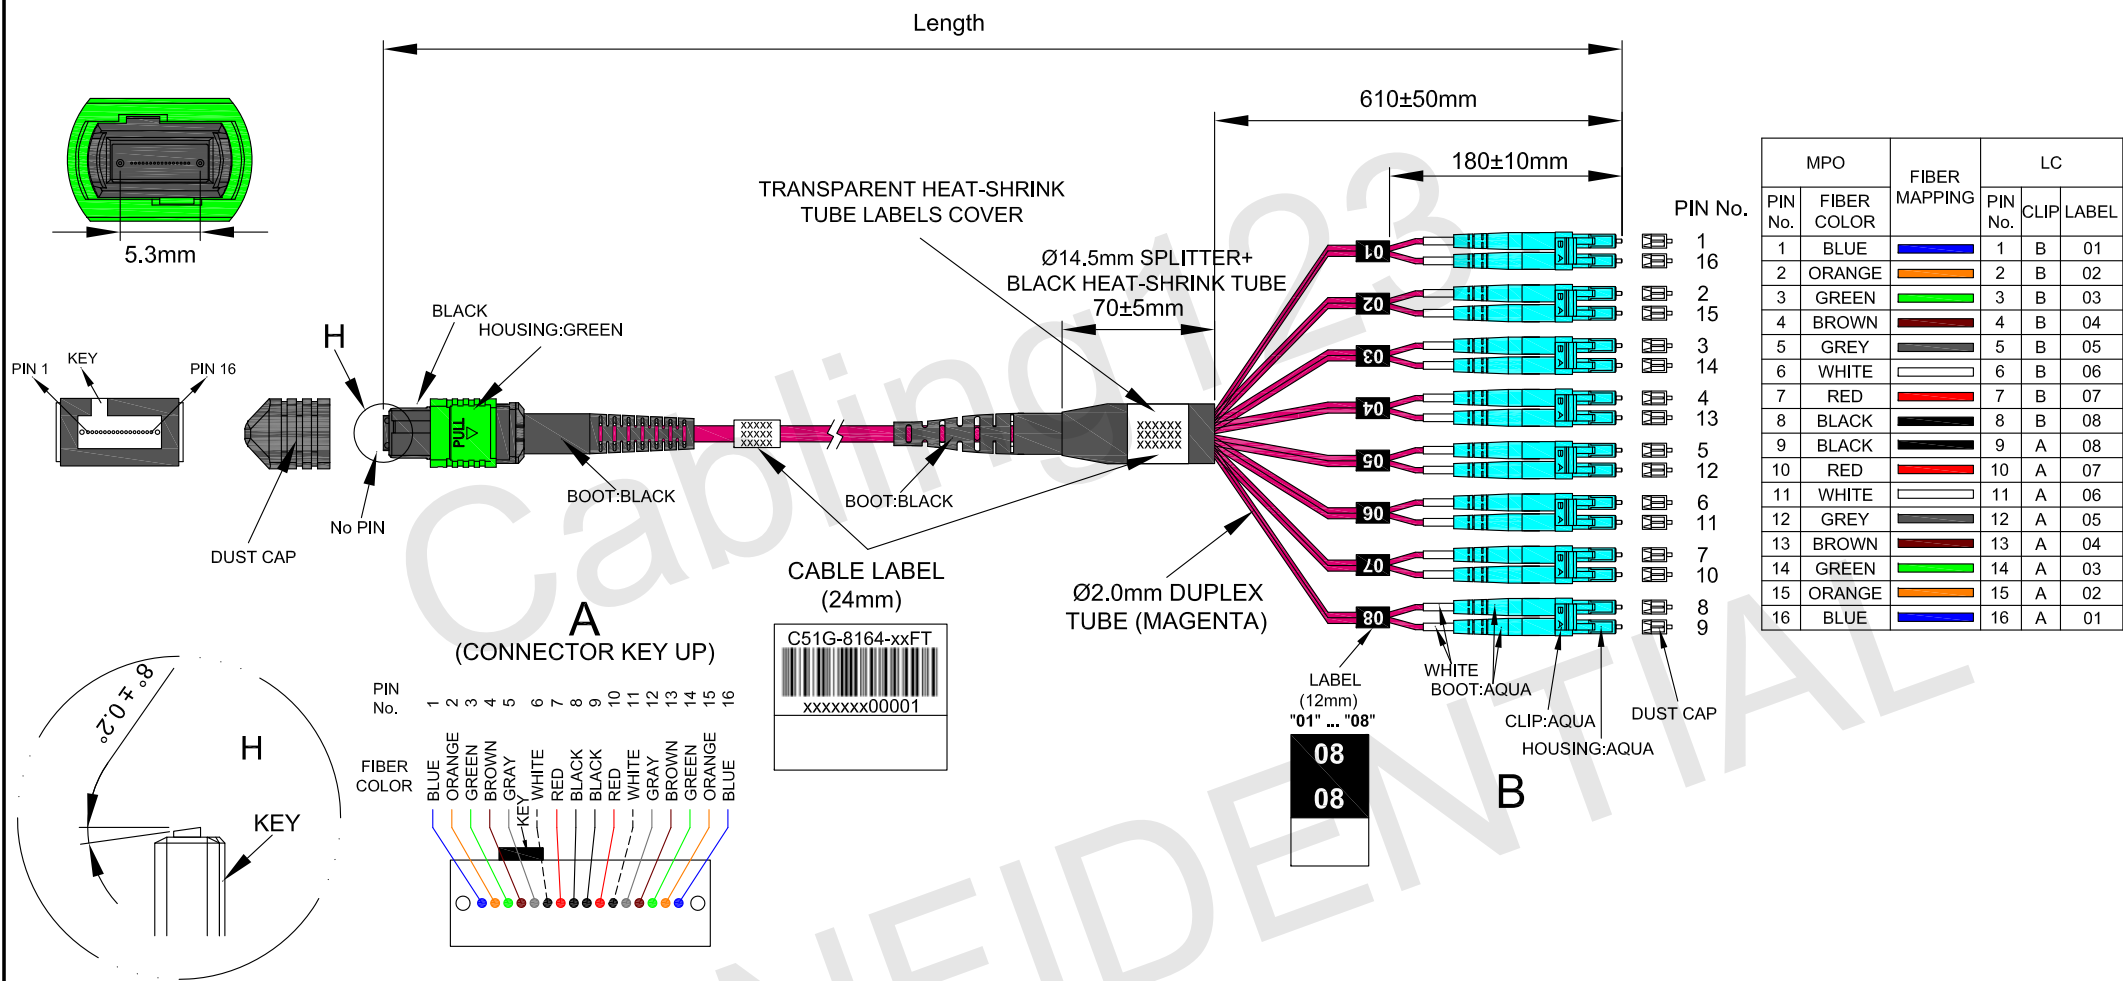 Length
610±50mm
180±10mm
5.3mm
TRANSPARENT HEAT-SHRINK
TUBE LABELS COVER
Ø14.5mm SPLITTER+
BLACK HEAT-SHRINK TUBE
70±5mm
H
BLACK
HOUSING:GREEN
PIN 1
KEY
PIN 16
DUST CAP
No PIN
PULL
BOOT:BLACK
XXXXX
XXXXX
XXXXX
XXXXX
BOOT:BLACK
XXXXXX
XXXXXX
XXXXXX
CABLE LABEL
(24mm)
Ø2.0mm DUPLEX
TUBE (MAGENTA)
01
02
03
04
05
06
07
08
PIN No.
1
16
2
15
3
14
4
13
5
12
6
11
7
10
8
9
WHITE
BOOT:AQUA
CLIP:AQUA
HOUSING:AQUA
DUST CAP
LABEL
(12mm)
"01" ... "08"
08
08
B
A
(CONNECTOR KEY UP)
C51G-8164-xxFT
xxxxxxx00001
PIN No. 1 2 3 4 5 6 7 8 9 10 11 12 13 14 15 16
FIBER COLOR BLUE ORANGE GREEN BROWN GRAY WHITE RED BLACK BLACK RED WHITE GRAY BROWN GREEN ORANGE BLUE
KEY
8° ± 0.2°
H
KEY
MPO FIBER MAPPING LC
PIN No. FIBER COLOR PIN No. CLIP LABEL
1 BLUE 1 B 01
2 ORANGE 2 B 02
3 GREEN 3 B 03
4 BROWN 4 B 04
5 GREY 5 B 05
6 WHITE 6 B 06
7 RED 7 B 07
8 BLACK 8 B 08
9 BLACK 9 A 08
10 RED 10 A 07
11 WHITE 11 A 06
12 GREY 12 A 05
13 BROWN 13 A 04
14 GREEN 14 A 03
15 ORANGE 15 A 02
16 BLUE 16 A 01
Cabling123